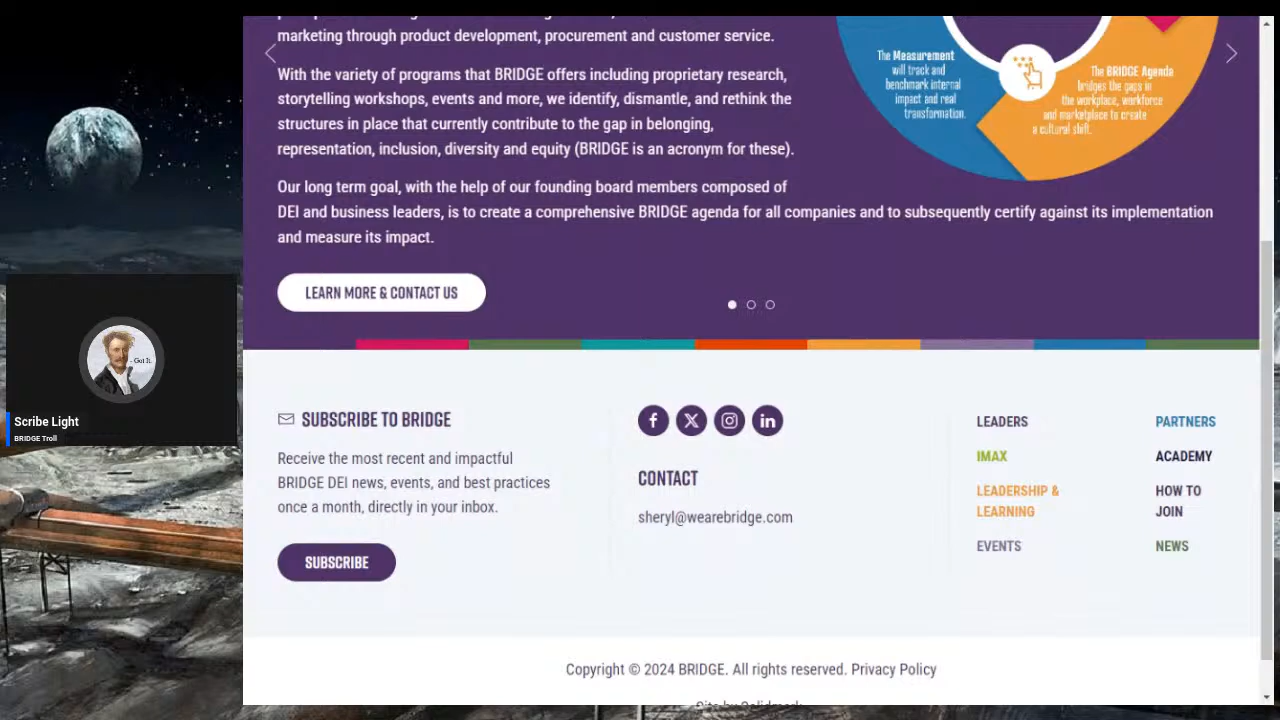 marketing through product development, procurement and customer service.
With the variety of programs that BRIDGE offers including proprietary research,
storytelling workshops, events and more, we identify, dismantle, and rethink the
structures in place that currently contribute to the gap in belonging,
representation, inclusion, diversity and equity (BRIDGE is an acronym for these).
Our long term goal, with the help of our founding board members composed of
DEI and business leaders, is to create a comprehensive BRIDGE agenda for all companies and to subsequently certify against its implementation
and measure its impact.
LEARN MORE & CONTACT US
The Measurement
will track and
benchmark internal
impact and real
transformation.
The BRIDGE Agenda
bridges the gaps in
the workplace, workforce
and marketplace to create
a cultural shift.
- Got It.
Scribe Light
BRIDGE Troll
SUBSCRIBE TO BRIDGE
Receive the most recent and impactful
BRIDGE DEI news, events, and best practices
once a month, directly in your inbox.
SUBSCRIBE
CONTACT
sheryl@wearebridge.com
LEADERS
IMAX
LEADERSHIP &
LEARNING
EVENTS
PARTNERS
ACADEMY
HOW TO
JOIN
NEWS
Copyright © 2024 BRIDGE. All rights reserved. Privacy Policy
Site by